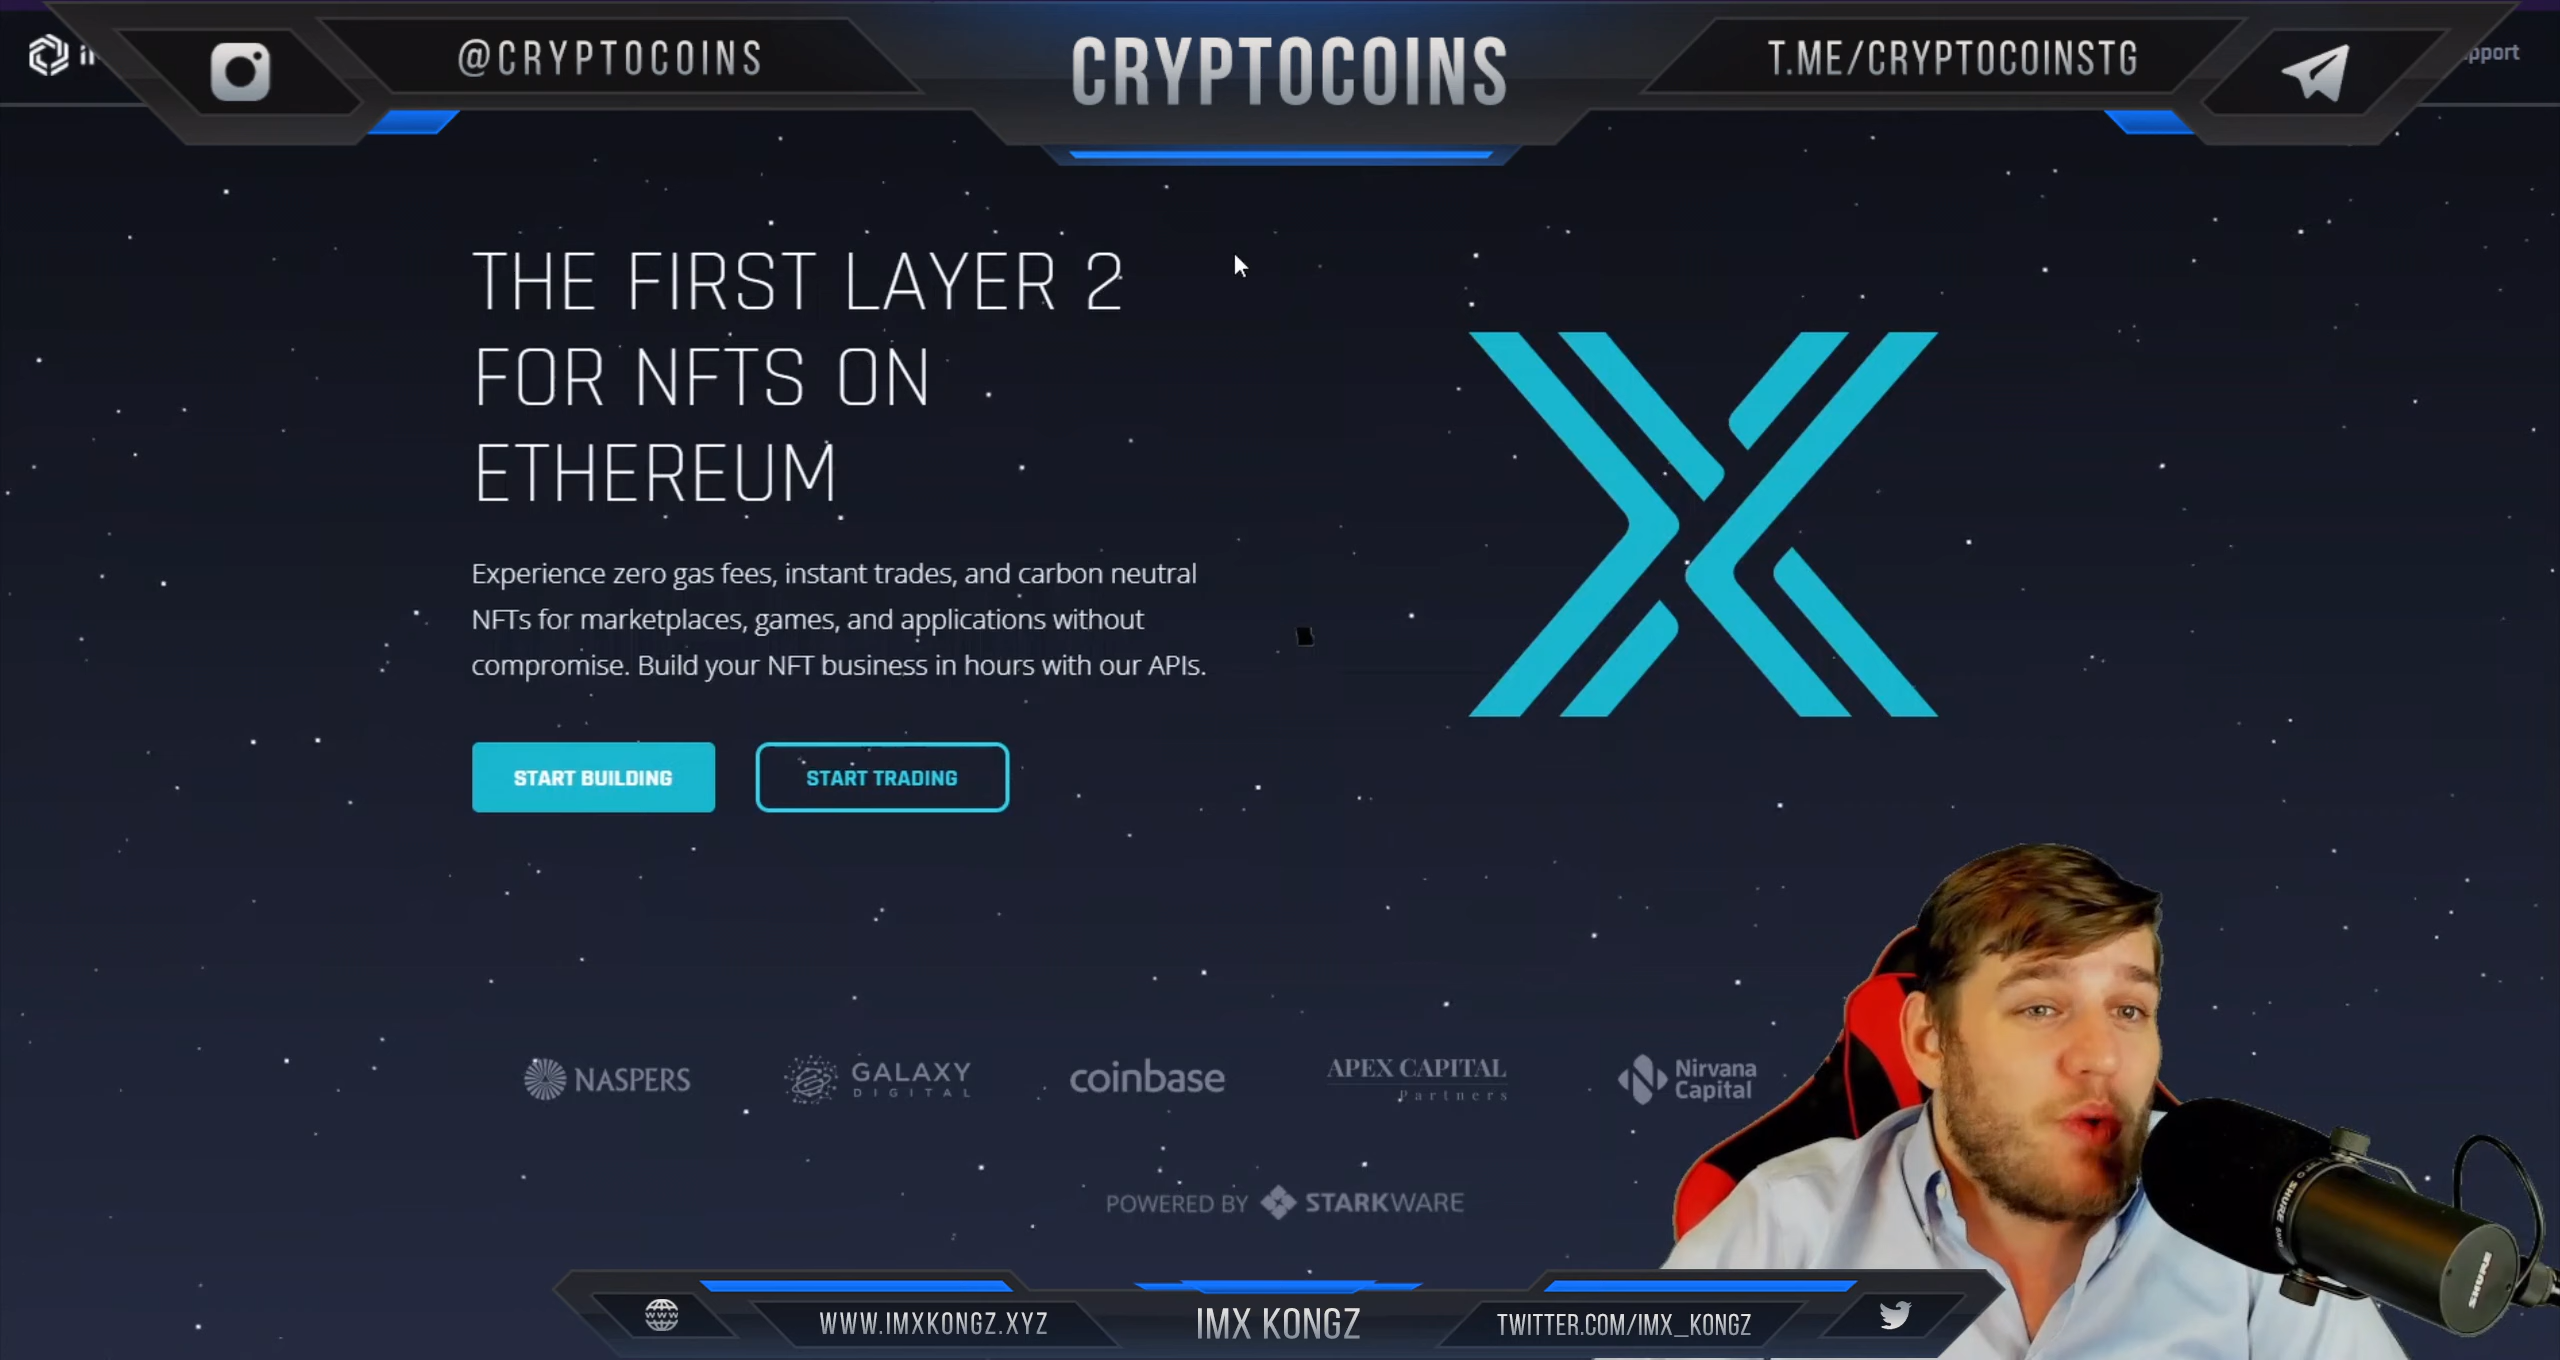 @CRYPTOCOINS
CRYPTOCOINS
T.ME/CRYPTOCOINSTG
THE FIRST LAYER 2
FOR NFTS ON
ETHEREUM
Experience zero gas fees, instant trades, and carbon neutral
NFTs for marketplaces, games, and applications without
compromise. Build your NFT business in hours with our APIs.
START BUILDING
START TRADING
NASPERS
GALAXY
DIGITAL
coinbase
APEX CAPITAL
Partners
Nirvana
Capital
POWERED BY STARKWARE
SHURE
SHURE
WWW
WWW.IMXKONGZ.XYZ
IMX KONGZ
TWITTER.COM/IMX_KONGZ